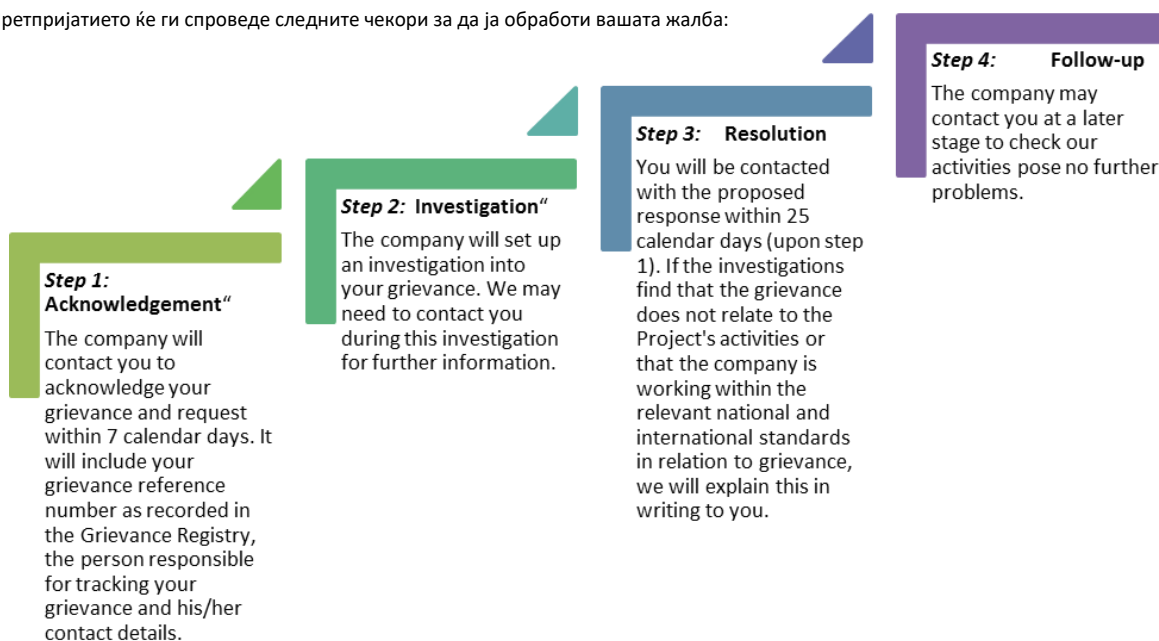 ретпријатието ќе ги спроведе следните чекори за да ја обработи вашата жалба:
Step 1:
Acknowledgement“
The company will
contact you to
acknowledge your
grievance and request
within 7 calendar days. It
will include your
grievance reference
number as recorded in
the Grievance Registry,
the person responsible
for tracking your
grievance and his/her
contact details.
Step 2: Investigation“
The company will set up
an investigation into
your grievance. We may
need to contact you
during this investigation
for further information.
Step 3: Resolution
You will be contacted
with the proposed
response within 25
calendar days (upon step
1). If the investigations
find that the grievance
does not relate to the
Project's activities or
that the company is
working within the
relevant national and
international standards
in relation to grievance,
we will explain this in
writing to you.
Step 4: Follow-up
The company may
contact you at a later
stage to check our
activities pose no further
problems.